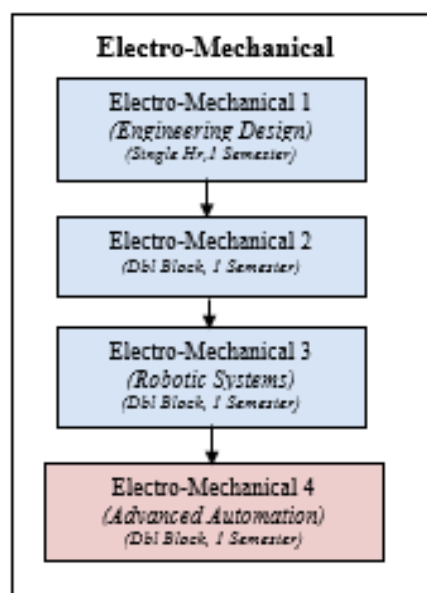 Electro-Mechanical
Electro-Mechanical 1
(Engineering Design)
(Single Hr,1 Semester)
Electro-Mechanical 2
(Dbl Block, 1 Semester)
Electro-Mechanical 3
(Robotic Systems)
(Dbl Block, 1 Semester)
Electro-Mechanical 4
(Advanced Automation)
(Dbl Block, 1 Semester)